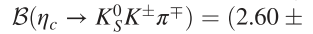 ℬ(η_c → K_S^0 K^± π^∓) = (2.60 ±